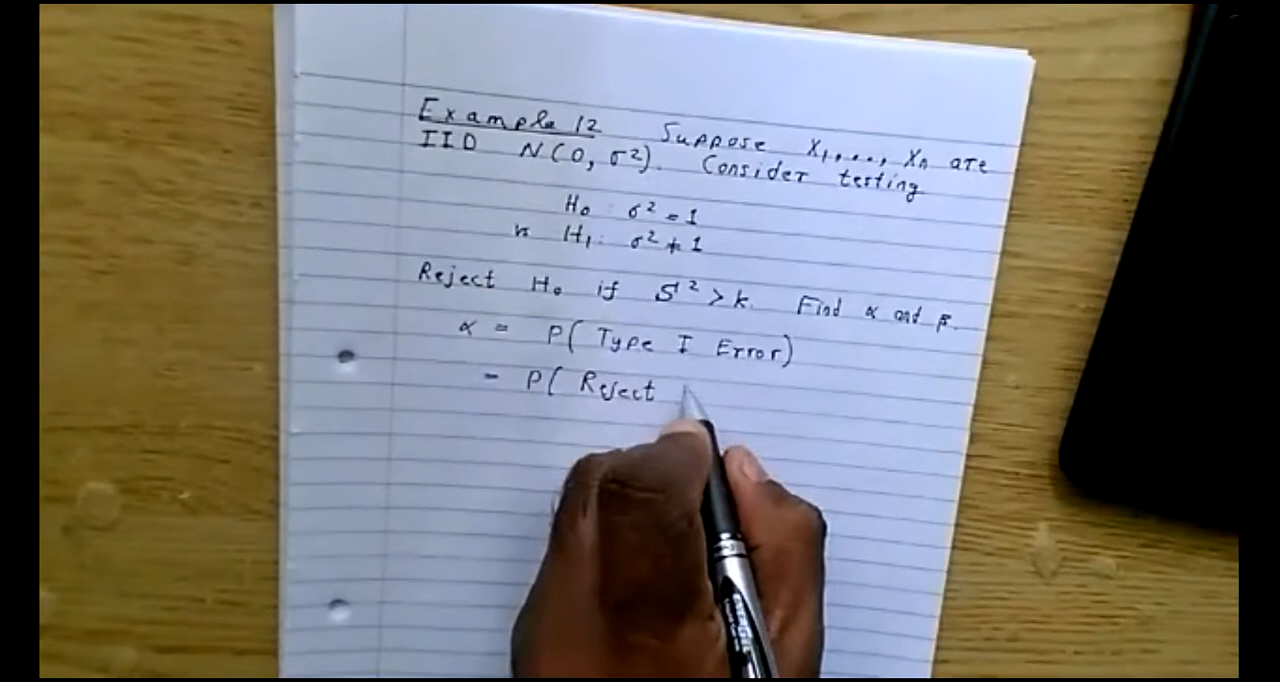 Example 12 Suppose X1,..., Xn are
IID N(0, σ²). Consider testing
H₀ : σ² = 1
vs H₁ : σ² ≠ 1
Reject H₀ if S² > k. Find α and β.
α = P( Type I Error)
= P( Reject